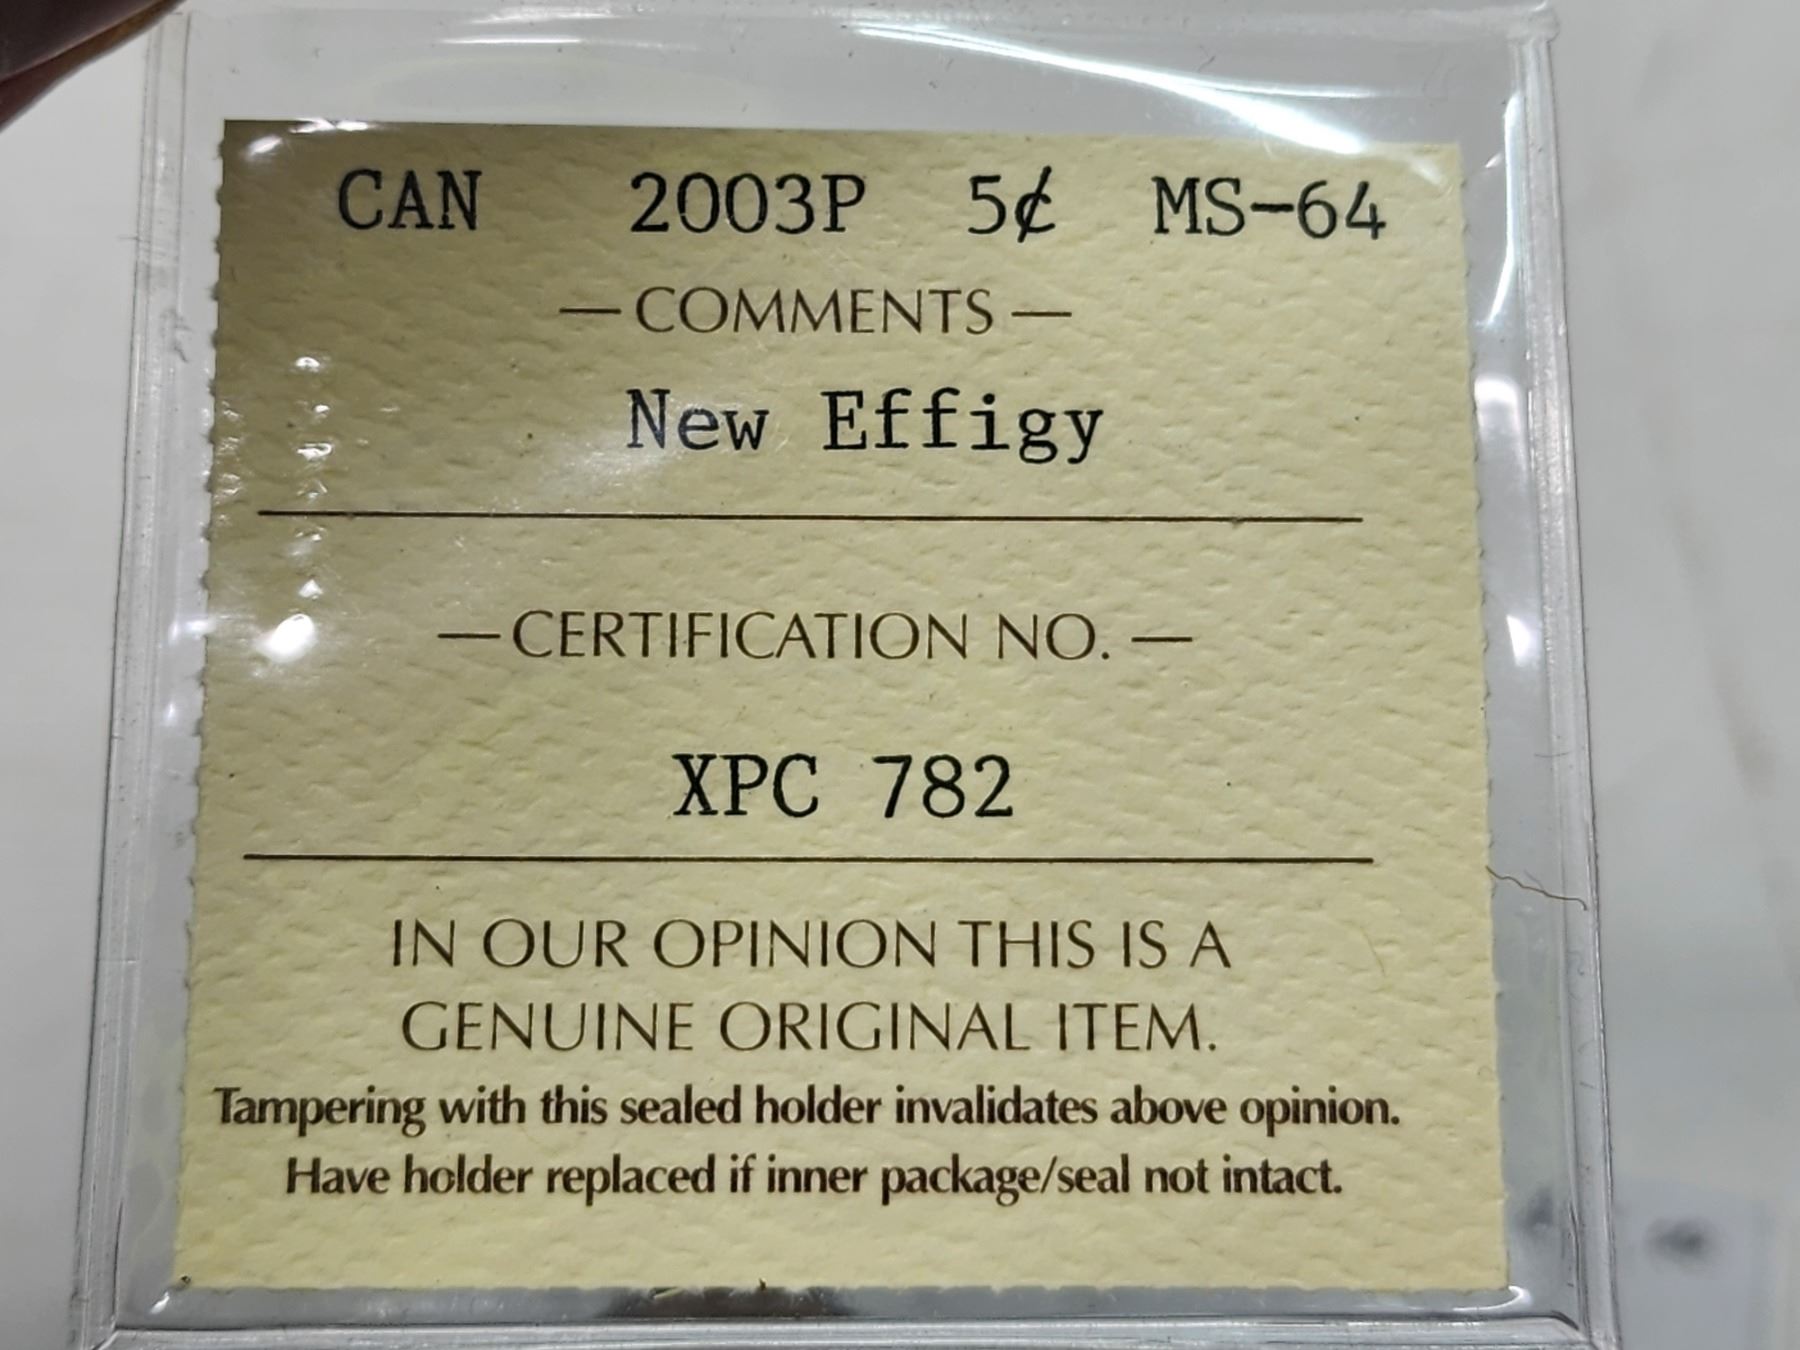 CAN 2003P 5¢ MS-64
— COMMENTS —
New Effigy
— CERTIFICATION NO. —
XPC 782
IN OUR OPINION THIS IS A
GENUINE ORIGINAL ITEM.
Tampering with this sealed holder invalidates above opinion.
Have holder replaced if inner package/seal not intact.